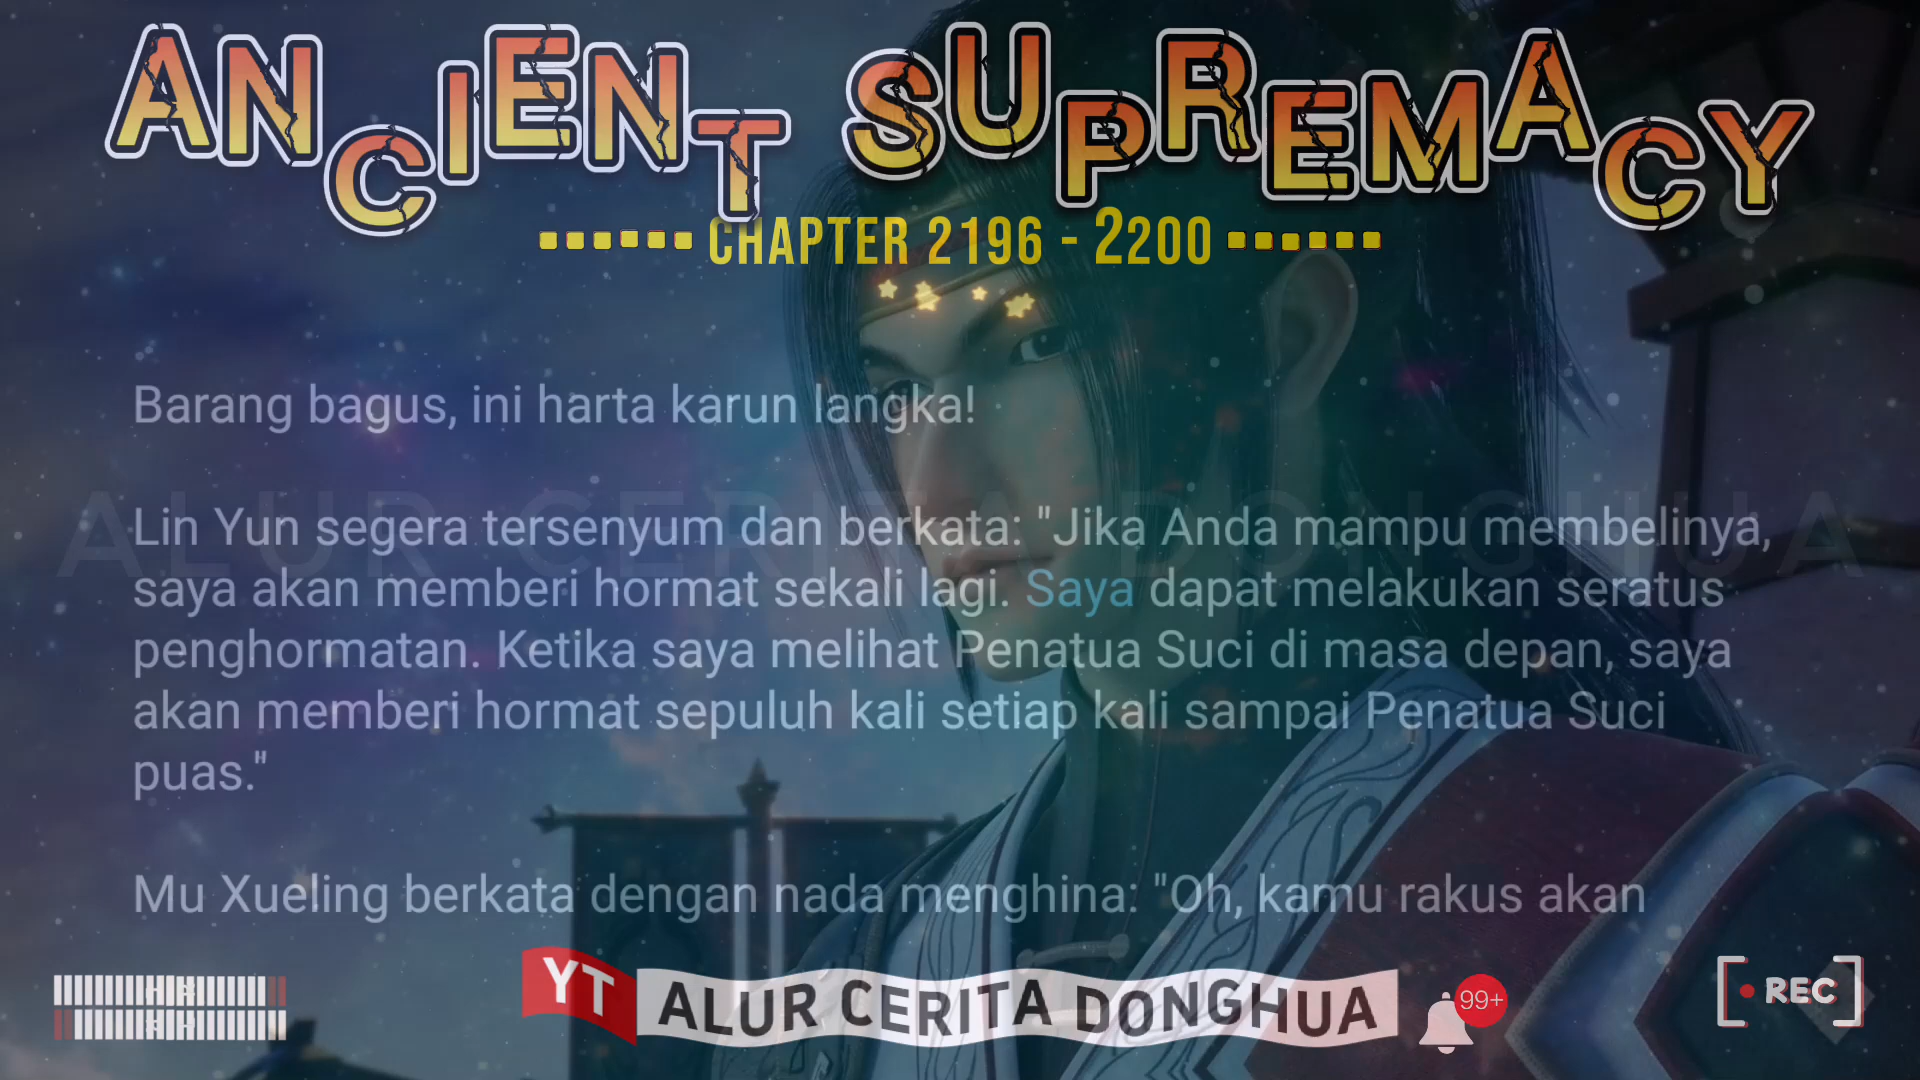 ANCIENT SUPREMACY
CHAPTER 2196 - 2200
Barang bagus, ini harta karun langka!
Lin Yun segera tersenyum dan berkata: "Jika Anda mampu membelinya,
saya akan memberi hormat sekali lagi. Saya dapat melakukan seratus
penghormatan. Ketika saya melihat Penatua Suci di masa depan, saya
akan memberi hormat sepuluh kali setiap kali sampai Penatua Suci
puas."
ALUR CERITA DONGHUA
Mu Xueling berkata dengan nada menghina: "Oh, kamu rakus akan
YT ALUR CERITA DONGHUA
99+
REC